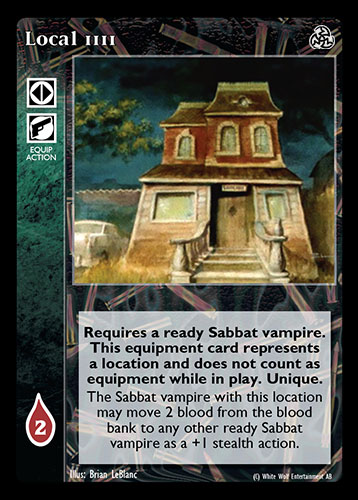 Local 1111
EQUIP
ACTION
Requires a ready Sabbat vampire.
This equipment card represents
a location and does not count as
equipment while in play. Unique.
The Sabbat vampire with this location
may move 2 blood from the blood
bank to any other ready Sabbat
vampire as a +1 stealth action.
2
Illus: Brian LeBlanc
(C) White Wolf Entertainment AB